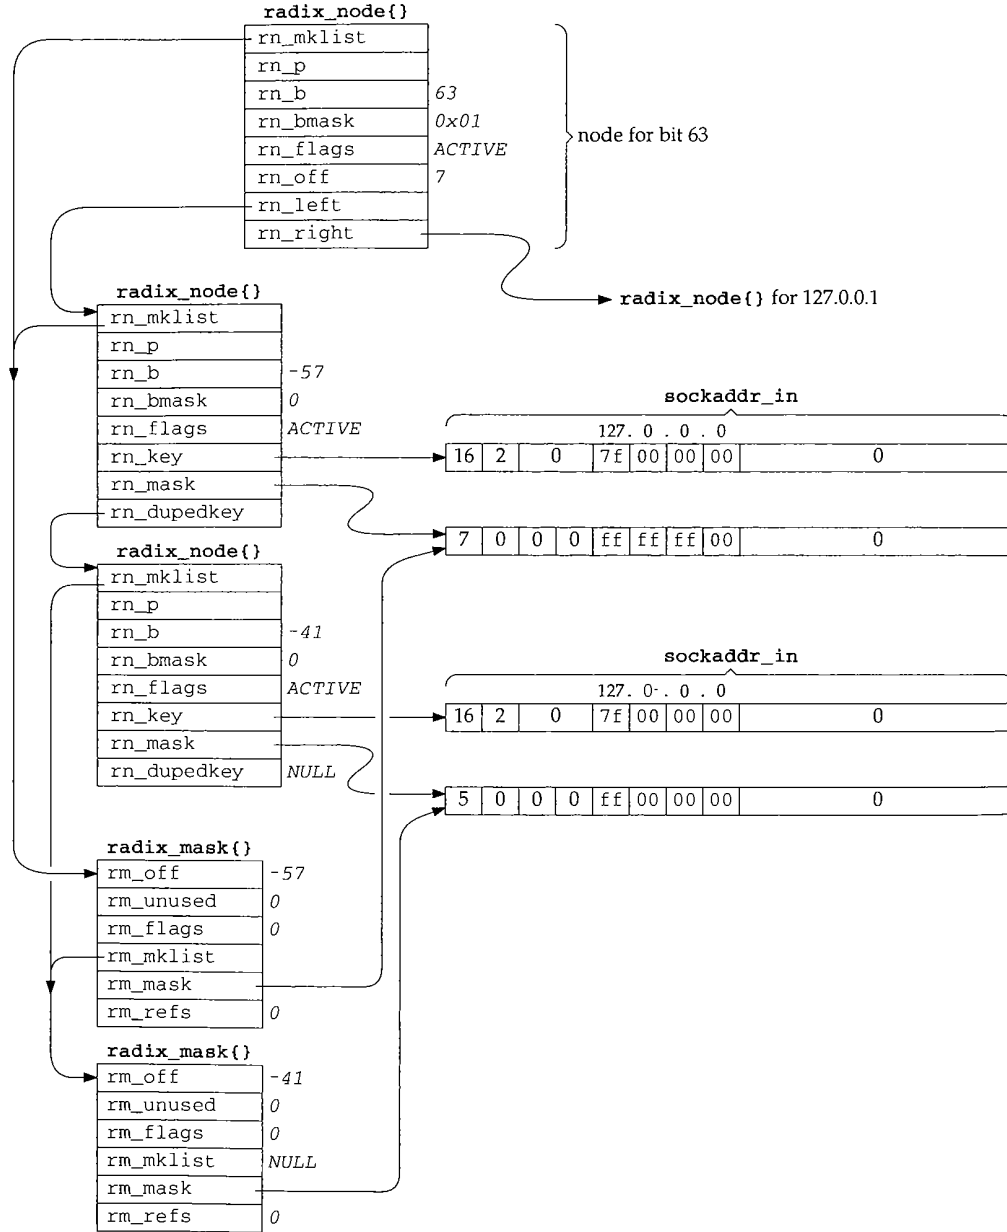 radix_node{}
rn_mklist
rn_p
rn_b 63
rn_bmask 0x01
rn_flags ACTIVE
rn_off 7
rn_left
rn_right
node for bit 63
radix_node{} for 127.0.0.1
radix_node{}
rn_mklist
rn_p
rn_b -57
rn_bmask 0
rn_flags ACTIVE
rn_key
rn_mask
rn_dupedkey
sockaddr_in
127. 0 . 0 . 0
16 2 0 7f 00 00 00 0
7 0 0 0 ff ff ff 00 0
radix_node{}
rn_mklist
rn_p
rn_b -41
rn_bmask 0
rn_flags ACTIVE
rn_key
rn_mask
rn_dupedkey NULL
sockaddr_in
127. 0 . 0 . 0
16 2 0 7f 00 00 00 0
5 0 0 0 ff 00 00 00 0
radix_mask{}
rm_off -57
rm_unused 0
rm_flags 0
rm_mklist
rm_mask
rm_refs 0
radix_mask{}
rm_off -41
rm_unused 0
rm_flags 0
rm_mklist NULL
rm_mask
rm_refs 0